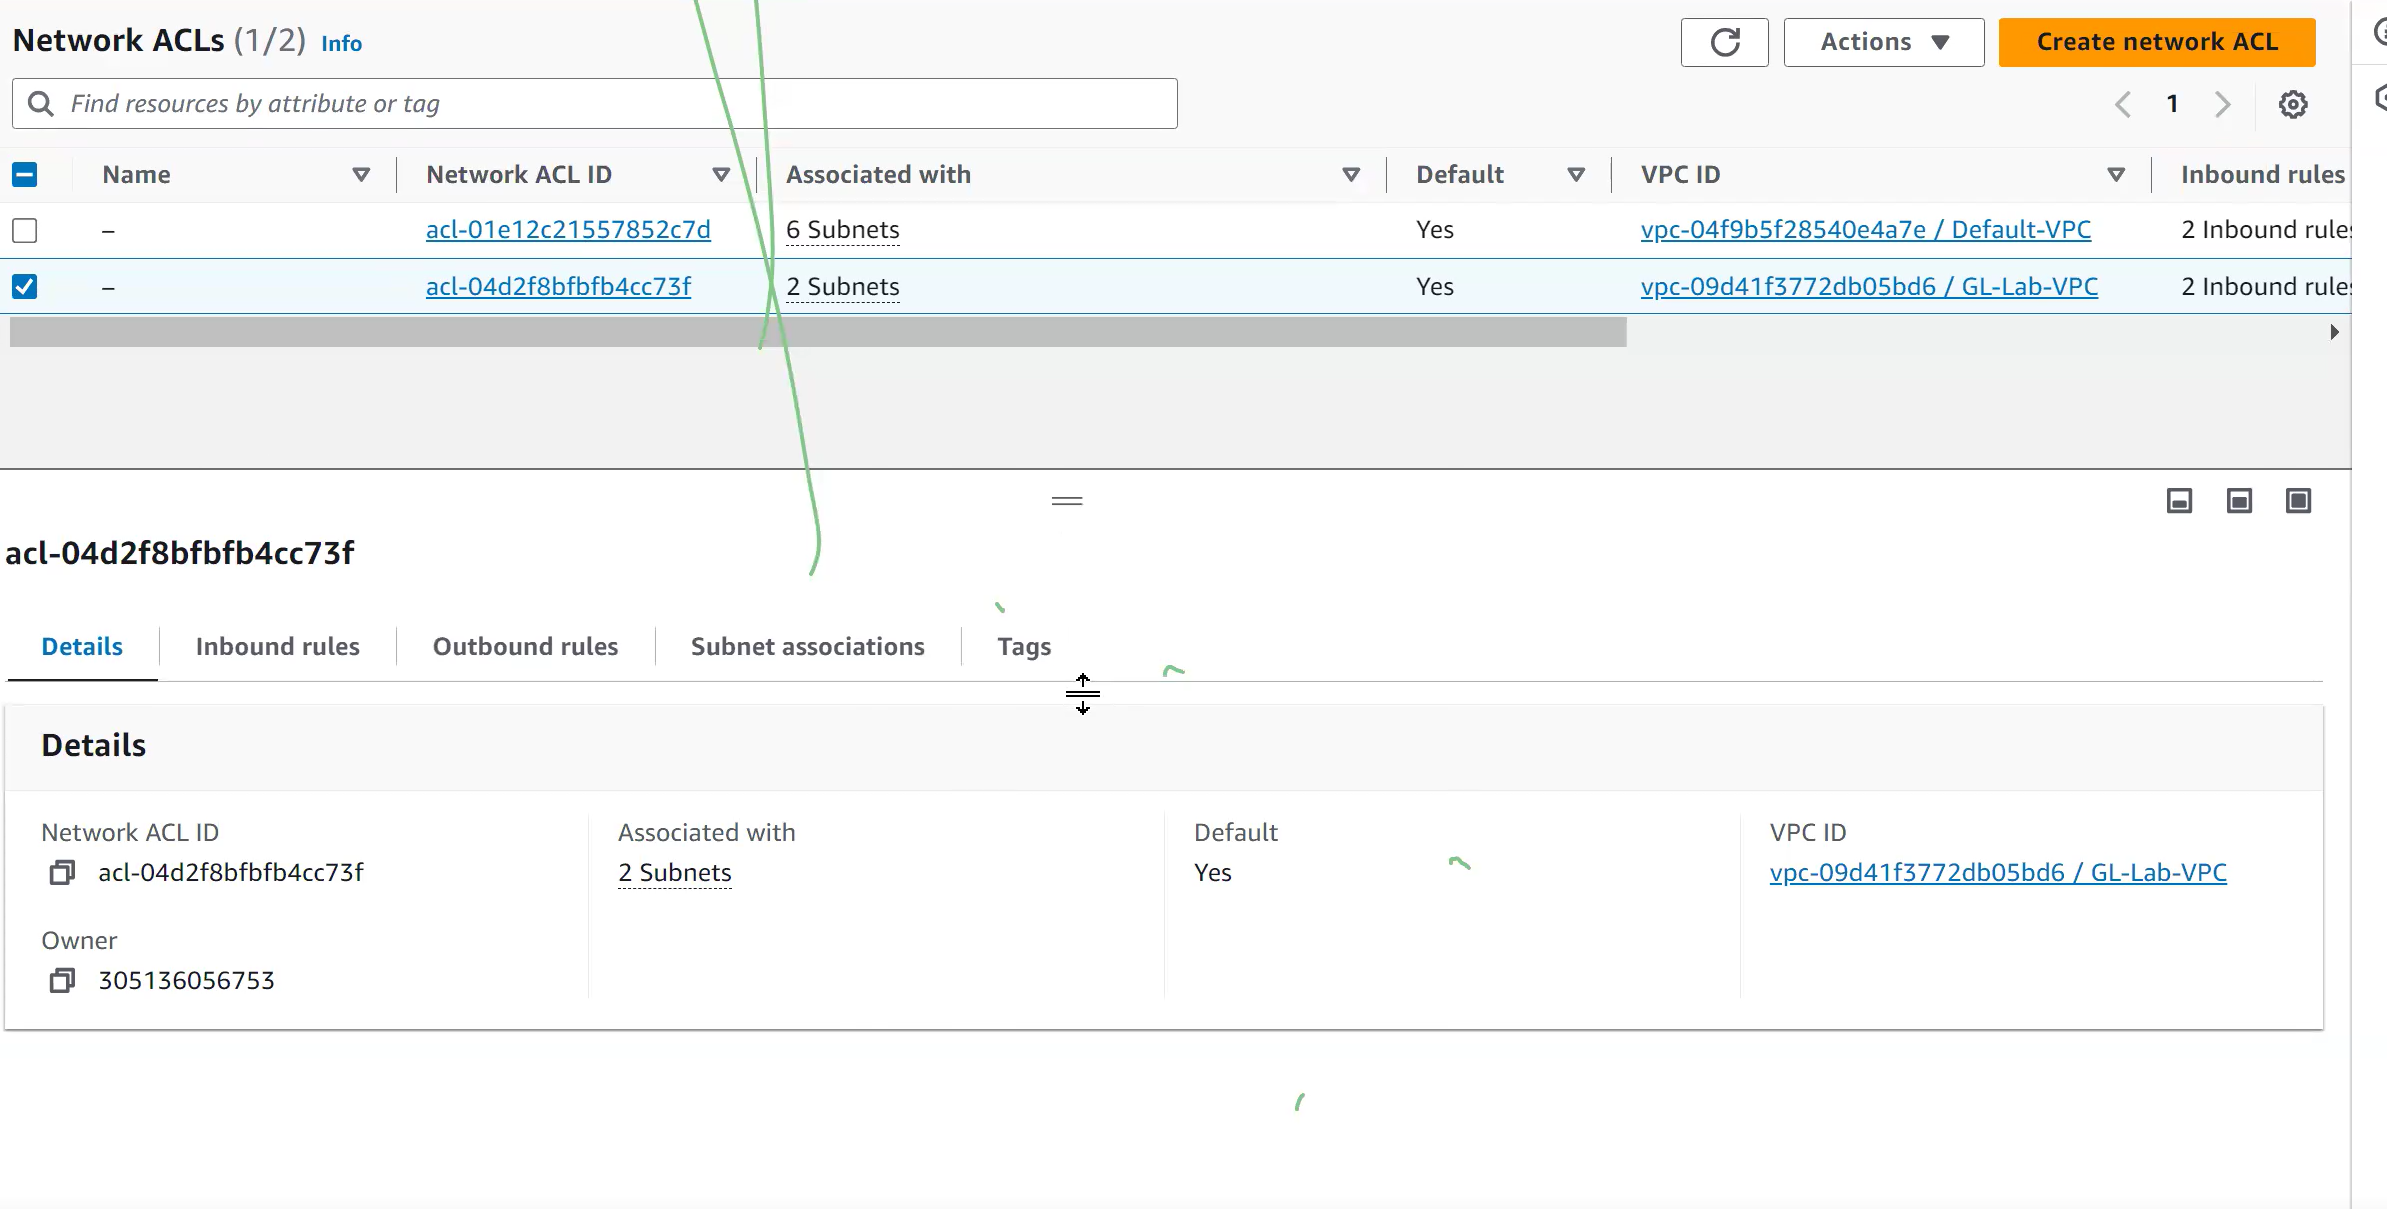 Network ACLs (1/2) Info
Actions
Create network ACL
Find resources by attribute or tag
1
Name Network ACL ID Associated with Default VPC ID Inbound rules
– acl-01e12c21557852c7d 6 Subnets Yes vpc-04f9b5f28540e4a7e / Default-VPC 2 Inbound rules
– acl-04d2f8bfbfb4cc73f 2 Subnets Yes vpc-09d41f3772db05bd6 / GL-Lab-VPC 2 Inbound rules
acl-04d2f8bfbfb4cc73f
Details Inbound rules Outbound rules Subnet associations Tags
Details
Network ACL ID Associated with Default VPC ID
acl-04d2f8bfbfb4cc73f 2 Subnets Yes vpc-09d41f3772db05bd6 / GL-Lab-VPC
Owner
305136056753